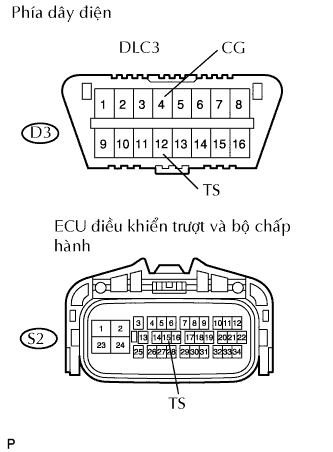 Phía dây điện
DLC3
CG
1 2 3 4 5 6 7 8
D3
9 10 11 12 13 14 15 16
TS
ECU điều khiển trượt và bộ chấp
hành
1 2 3 4 5 6 7 8 9 10 11 12
S2
13 14 15 16 17 18 19 20 21 22
23 24 25 26 27 28 29 30 31 32 33 34
TS
P